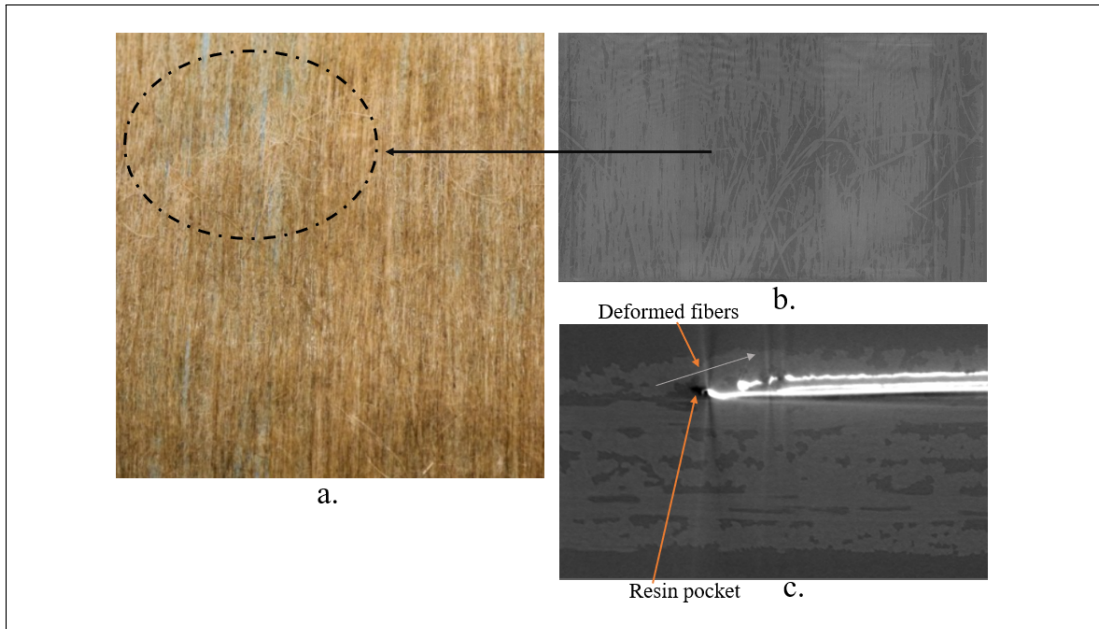 a.
b.
Deformed fibers
Resin pocket
c.